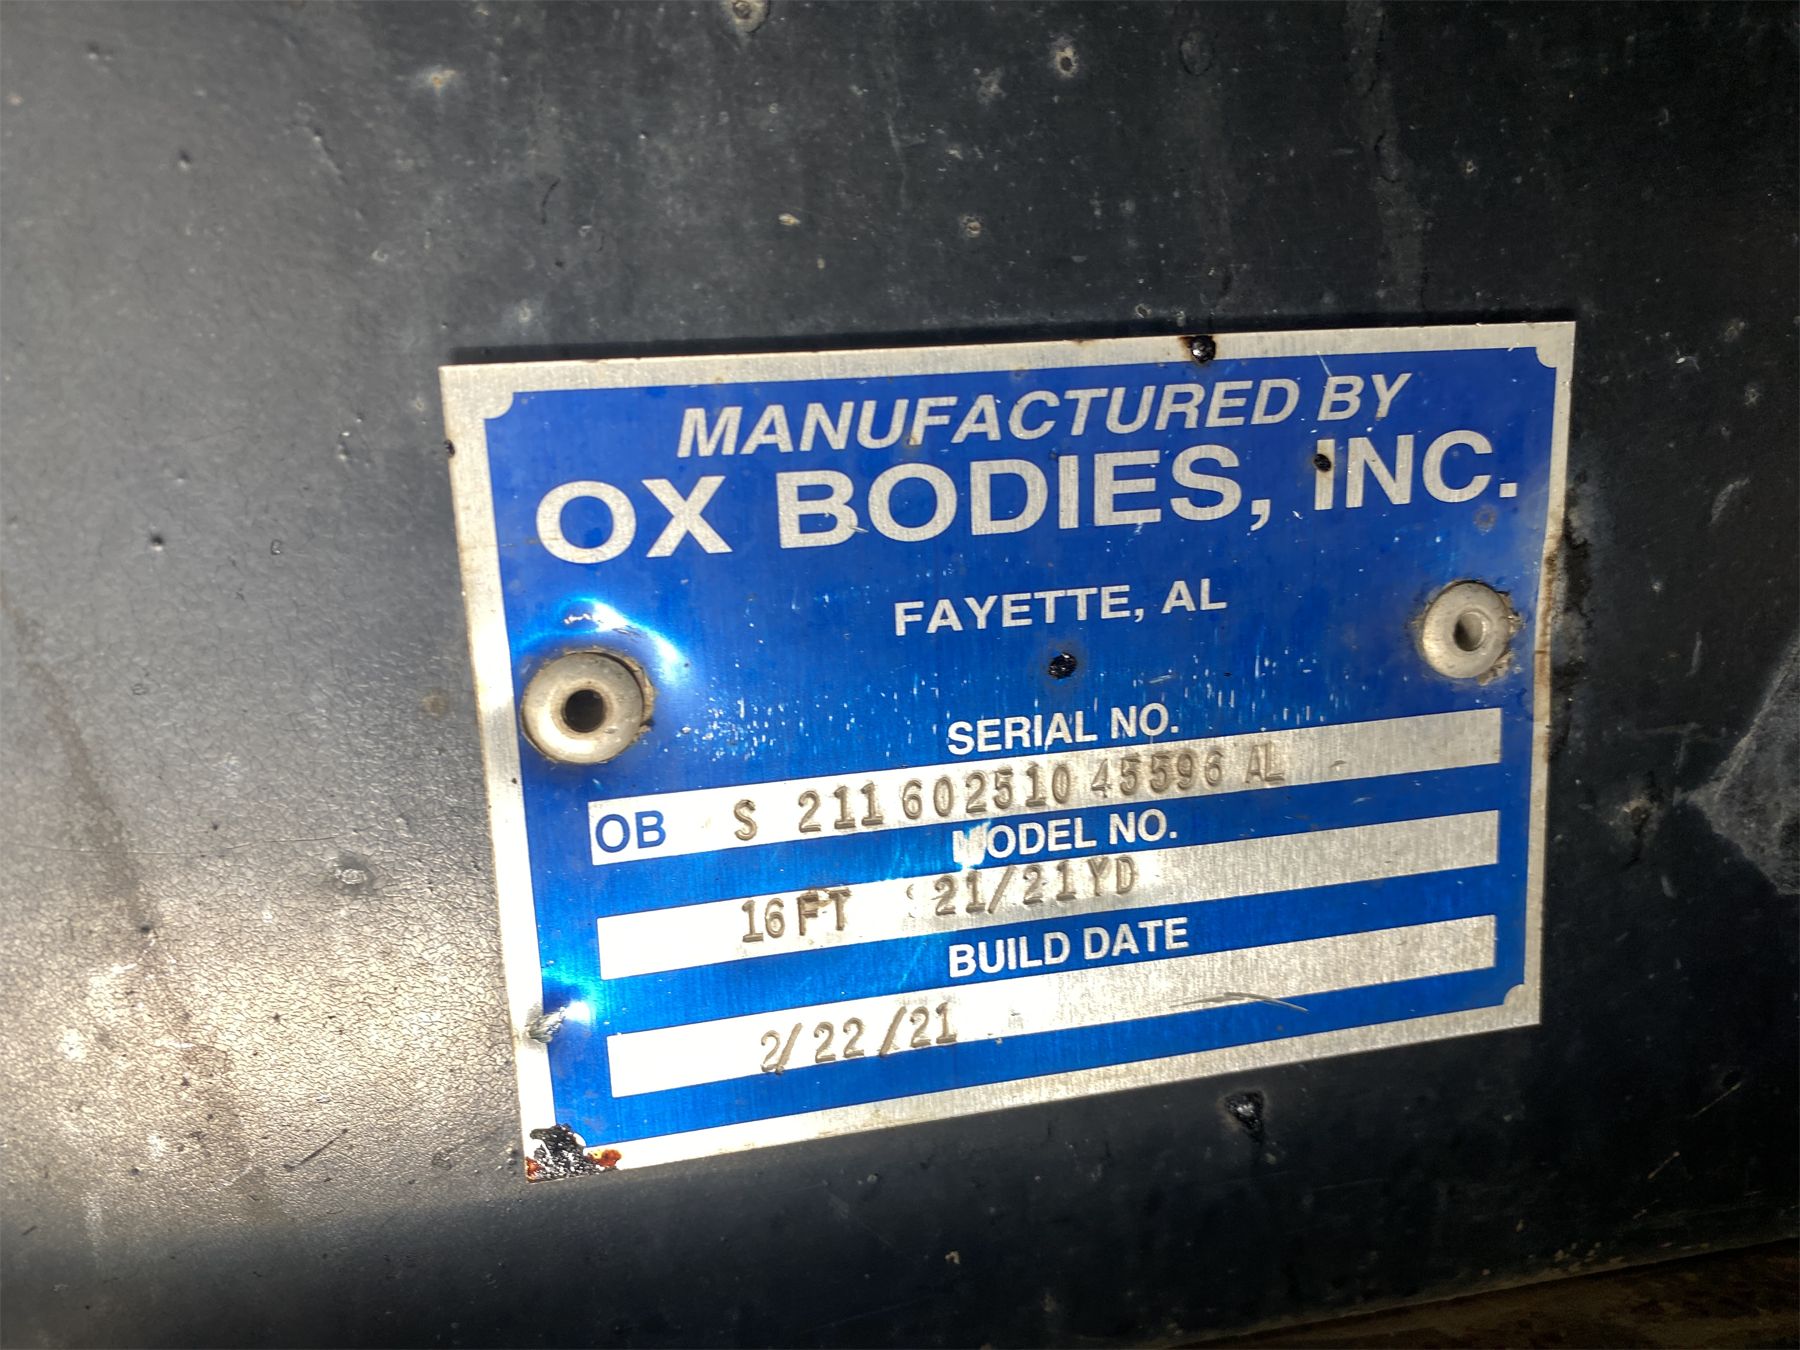 MANUFACTURED BY
OX BODIES, INC.
FAYETTE, AL
SERIAL NO.
OB S 211 602510 45596 AL
MODEL NO.
16FT 21/21YD
BUILD DATE
2/22/21